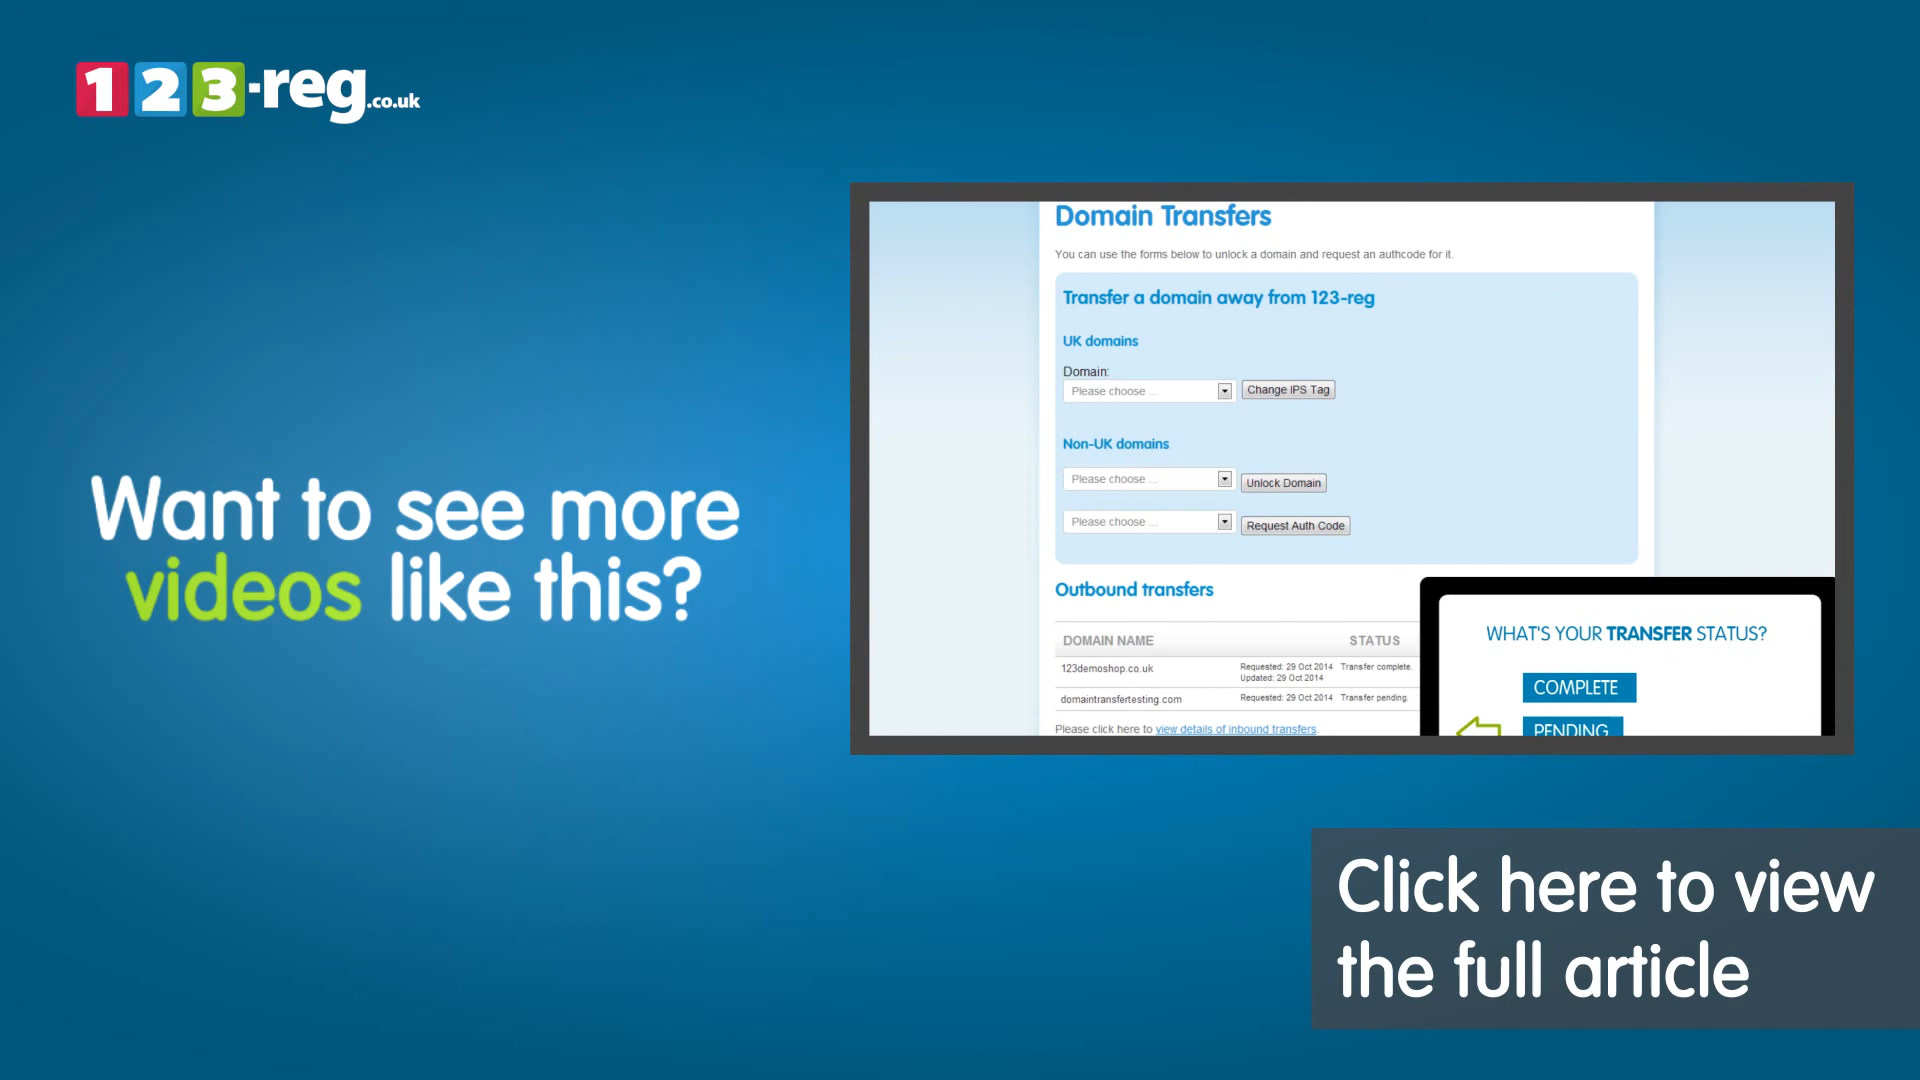 123-reg.co.uk
Want to see more
videos like this?
Domain Transfers
You can use the forms below to unlock a domain and request an authcode for it.
Transfer a domain away from 123-reg
UK domains
Domain:
Please choose ... Change IPS Tag
Non-UK domains
Please choose ... Unlock Domain
Please choose ... Request Auth Code
Outbound transfers
DOMAIN NAME STATUS
123demoshop.co.uk Requested: 29 Oct 2014 Transfer complete.
Updated: 29 Oct 2014
domaintransfertesting.com Requested: 29 Oct 2014 Transfer pending.
Please click here to view details of inbound transfers.
WHAT'S YOUR TRANSFER STATUS?
COMPLETE
PENDING
Click here to view
the full article